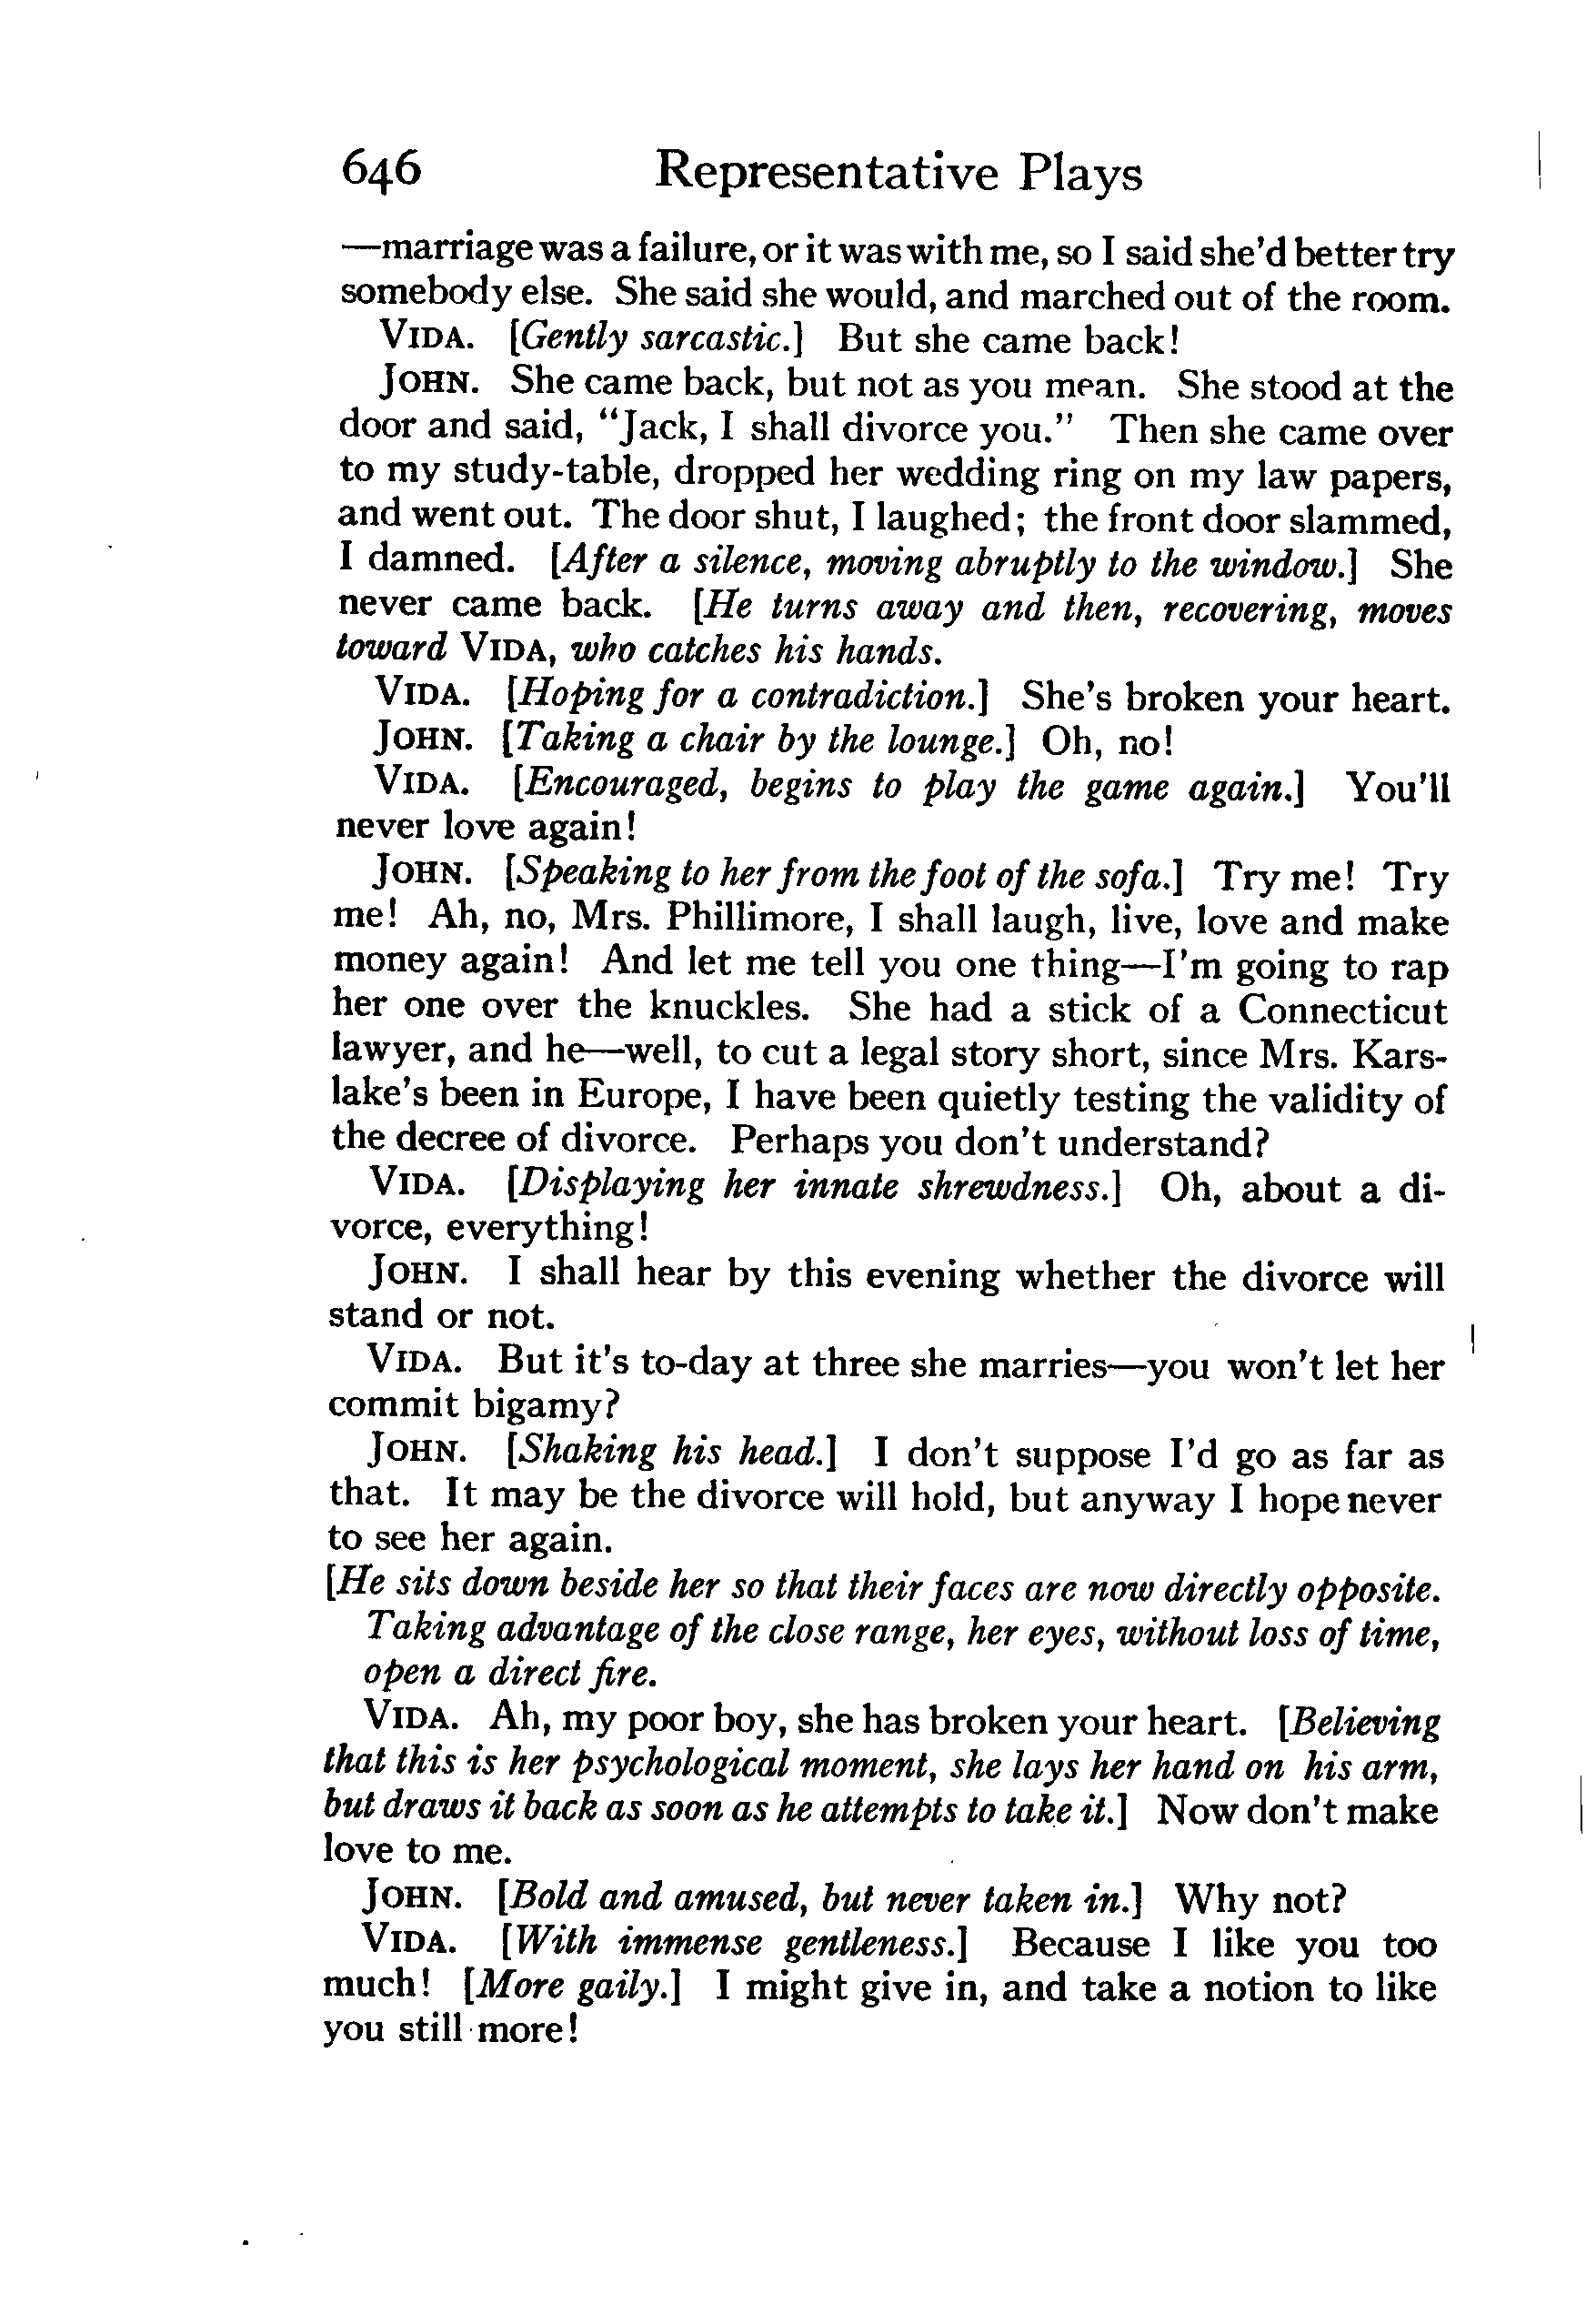 646 Representative Plays
—marriage was a failure, or it was with me, so I said she'd better try
somebody else. She said she would, and marched out of the room.
VIDA. [Gently sarcastic.] But she came back!
JOHN. She came back, but not as you mean. She stood at the
door and said, "Jack, I shall divorce you." Then she came over
to my study-table, dropped her wedding ring on my law papers,
and went out. The door shut, I laughed; the front door slammed,
I damned. [After a silence, moving abruptly to the window.] She
never came back. [He turns away and then, recovering, moves
toward VIDA, who catches his hands.
VIDA. [Hoping for a contradiction.] She's broken your heart.
JOHN. [Taking a chair by the lounge.] Oh, no!
VIDA. [Encouraged, begins to play the game again.] You'll
never love again!
JOHN. [Speaking to her from the foot of the sofa.] Try me! Try
me! Ah, no, Mrs. Phillimore, I shall laugh, live, love and make
money again! And let me tell you one thing—I'm going to rap
her one over the knuckles. She had a stick of a Connecticut
lawyer, and he—well, to cut a legal story short, since Mrs. Kars-
lake's been in Europe, I have been quietly testing the validity of
the decree of divorce. Perhaps you don't understand?
VIDA. [Displaying her innate shrewdness.] Oh, about a di-
vorce, everything!
JOHN. I shall hear by this evening whether the divorce will
stand or not.
VIDA. But it's to-day at three she marries—you won't let her
commit bigamy?
JOHN. [Shaking his head.] I don't suppose I'd go as far as
that. It may be the divorce will hold, but anyway I hope never
to see her again.
[He sits down beside her so that their faces are now directly opposite.
Taking advantage of the close range, her eyes, without loss of time,
open a direct fire.
VIDA. Ah, my poor boy, she has broken your heart. [Believing
that this is her psychological moment, she lays her hand on his arm,
but draws it back as soon as he attempts to take it.] Now don't make
love to me.
JOHN. [Bold and amused, but never taken in.] Why not?
VIDA. [With immense gentleness.] Because I like you too
much! [More gaily.] I might give in, and take a notion to like
you still more!